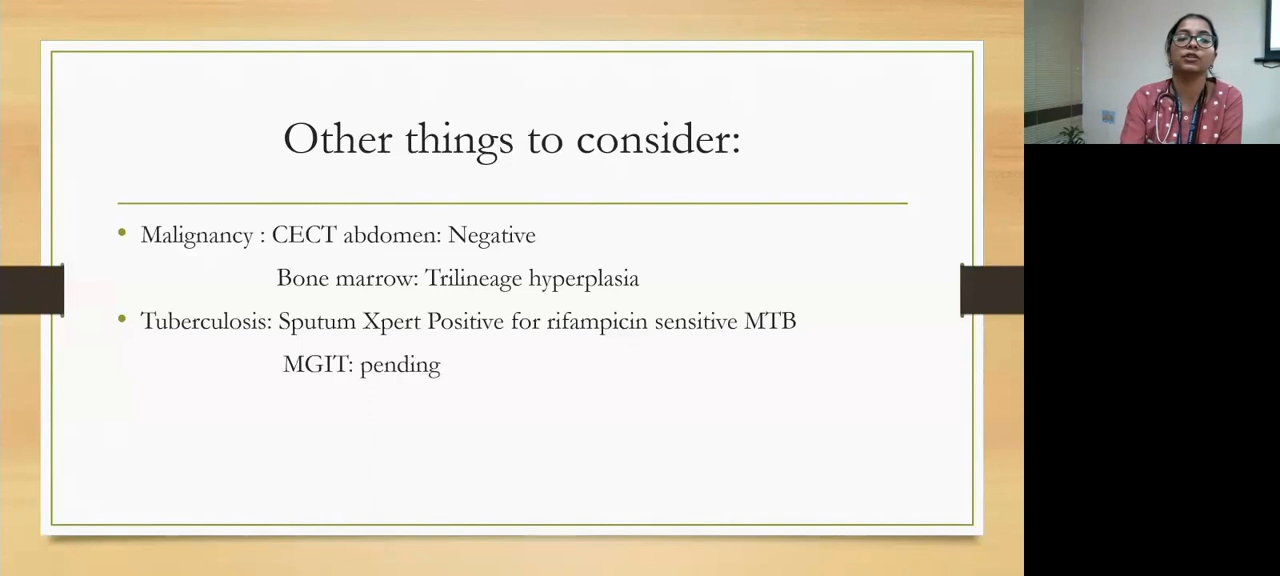 Other things to consider:
• Malignancy : CECT abdomen: Negative
Bone marrow: Trilineage hyperplasia
• Tuberculosis: Sputum Xpert Positive for rifampicin sensitive MTB
MGIT: pending